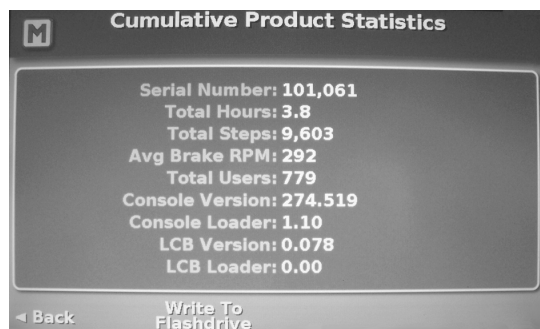 Cumulative Product Statistics
M
Serial Number: 101,061
Total Hours: 3.8
Total Steps: 9,603
Avg Brake RPM: 292
Total Users: 779
Console Version: 274.519
Console Loader: 1.10
LCB Version: 0.078
LCB Loader: 0.00
◄ Back
Write To
Flashdrive